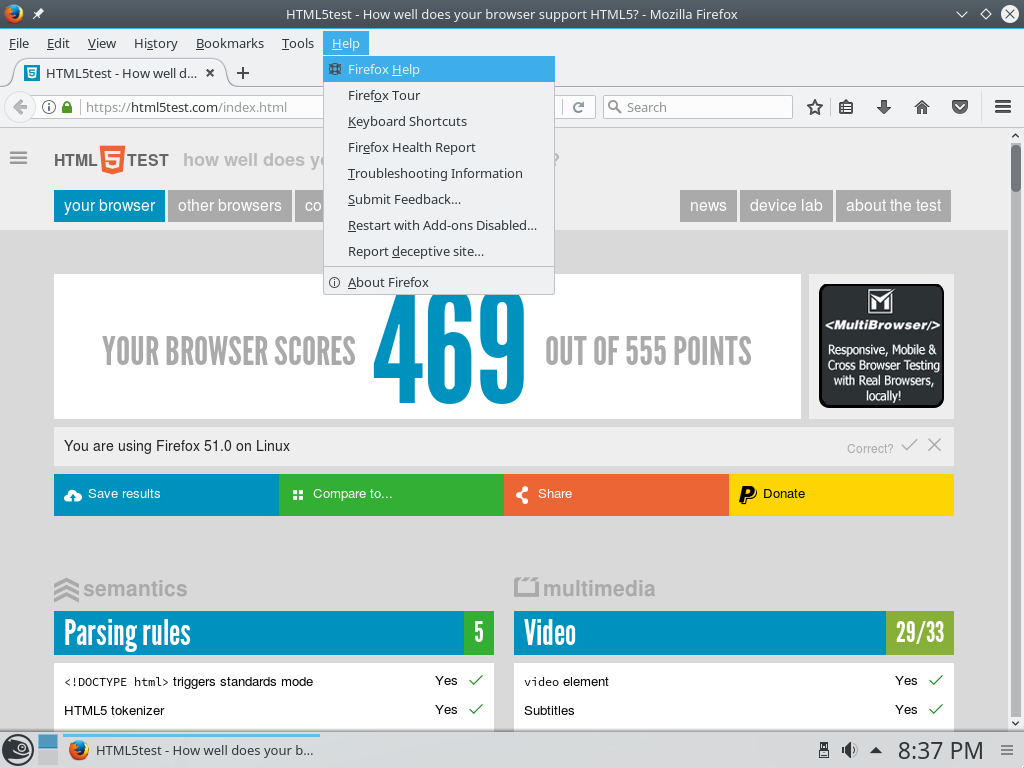 HTML5test - How well does your browser support HTML5? - Mozilla Firefox
File Edit View History Bookmarks Tools Help
HTML5test - How well d...
https://html5test.com/index.html
Search
Firefox Help
Firefox Tour
Keyboard Shortcuts
Firefox Health Report
Troubleshooting Information
Submit Feedback...
Restart with Add-ons Disabled...
Report deceptive site...
About Firefox
HTML 5 TEST how well does y ?
your browser other browsers co news device lab about the test
YOUR BROWSER SCORES 469 OUT OF 555 POINTS
<MultiBrowser/>
Responsive, Mobile &
Cross Browser Testing
with Real Browsers,
locally!
You are using Firefox 51.0 on Linux Correct?
Save results Compare to... Share Donate
semantics
Parsing rules 5
<!DOCTYPE html> triggers standards mode Yes
HTML5 tokenizer Yes
multimedia
Video 29/33
video element Yes
Subtitles Yes
HTML5test - How well does your b... 8:37 PM